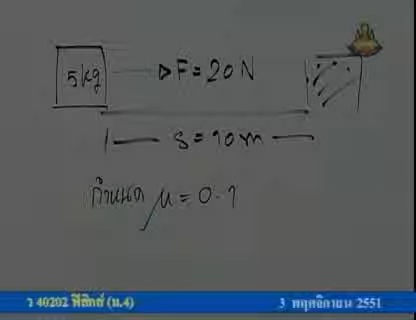 5kg
F = 20 N
S = 10 m
กำหนด μ = 0.1
ว 40202 ฟิสิกส์ (ม.4)
3 พฤศจิกายน 2551